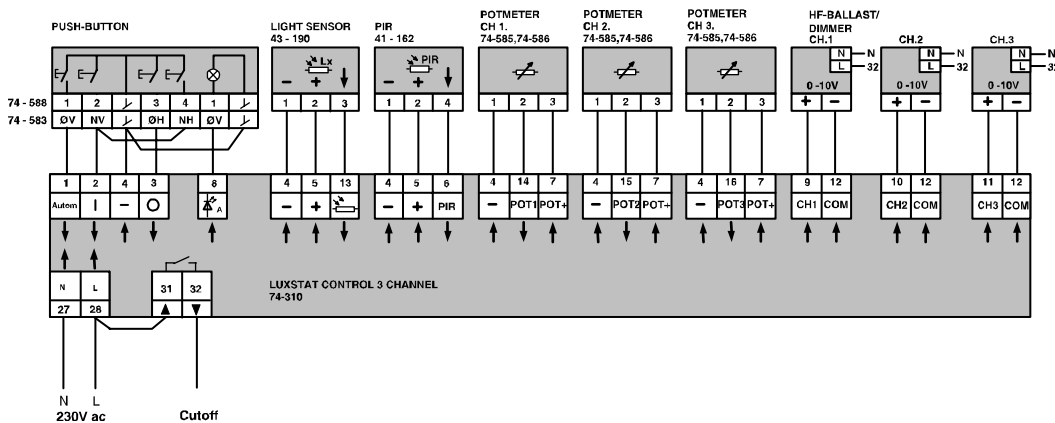 PUSH-BUTTON
LIGHT SENSOR
43 - 190
PIR
41 - 162
POTMETER
CH 1.
74-585,74-586
POTMETER
CH 2.
74-585,74-586
POTMETER
CH 3.
74-585,74-586
HF-BALLAST/
DIMMER
CH.1
CH.2
CH.3
N
L 32
N
L 32
N
L 32
Lx
PIR
- +
- +
0 -10V
0 -10V
0 -10V
+ -
+ -
+ -
74 - 588 1 2 3 4 1
74 - 583 ØV NV ØH NH ØV
1 2 3
1 2 4
1 2 3
1 2 3
1 2 3
1 2 4 3
8
4 5 13
4 5 6
4 14 7
4 15 7
4 16 7
9 12
10 12
11 12
Autom I - O
A
- +
- + PIR
- POT1 POT+
- POT2 POT+
- POT3 POT+
CH1 COM
CH2 COM
CH3 COM
N L
27 28
31 32
LUXSTAT CONTROL 3 CHANNEL
74-310
N L
230V ac
Cutoff